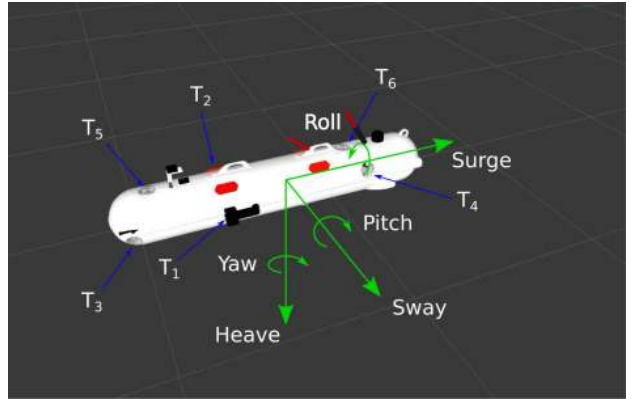 T₆
T₂
T₅
Roll
Surge
T₄
Pitch
T₁
Yaw
T₃
Sway
Heave